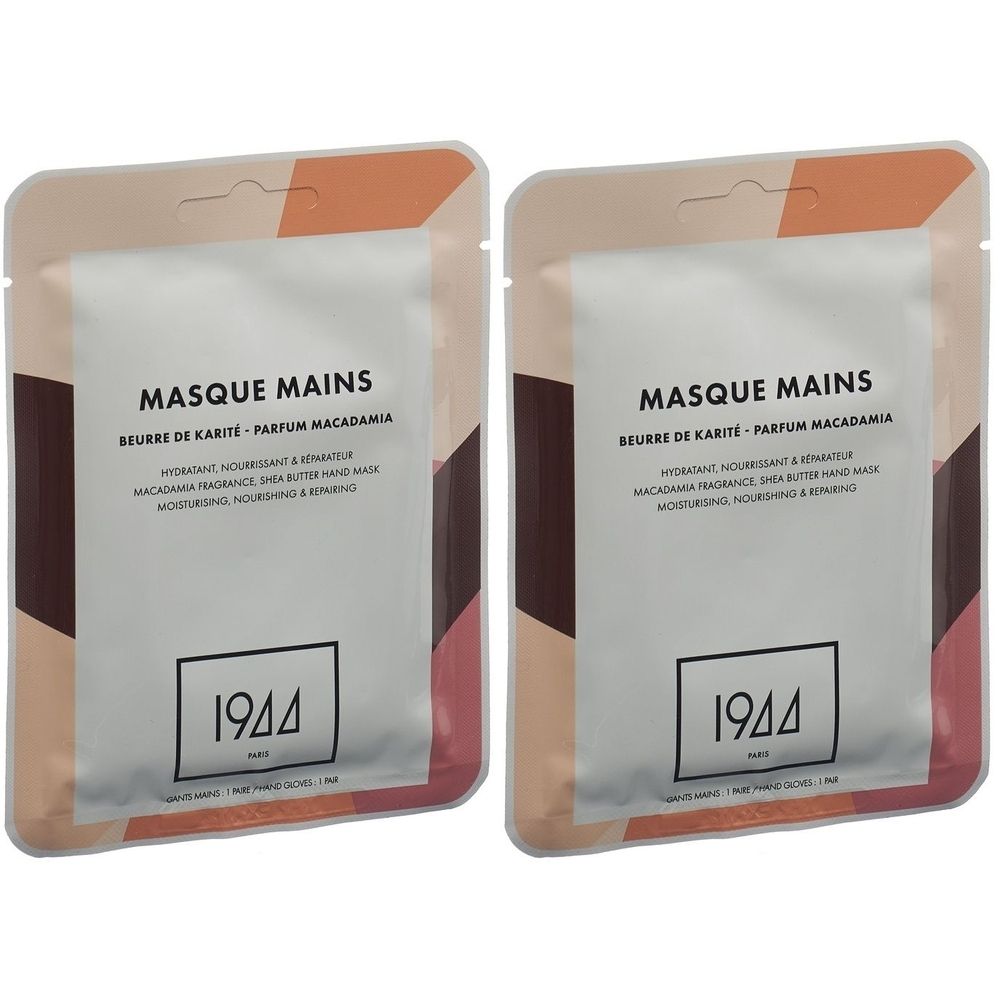 MASQUE MAINS
BEURRE DE KARITÉ - PARFUM MACADAMIA
HYDRATANT, NOURRISSANT & RÉPARATEUR
MACADAMIA FRAGRANCE, SHEA BUTTER HAND MASK
MOISTURISING, NOURISHING & REPAIRING
1944
PARIS
GANTS MAINS : 1 PAIRE / HAND GLOVES : 1 PAIR
MASQUE MAINS
BEURRE DE KARITÉ - PARFUM MACADAMIA
HYDRATANT, NOURRISSANT & RÉPARATEUR
MACADAMIA FRAGRANCE, SHEA BUTTER HAND MASK
MOISTURISING, NOURISHING & REPAIRING
1944
PARIS
GANTS MAINS : 1 PAIRE / HAND GLOVES : 1 PAIR